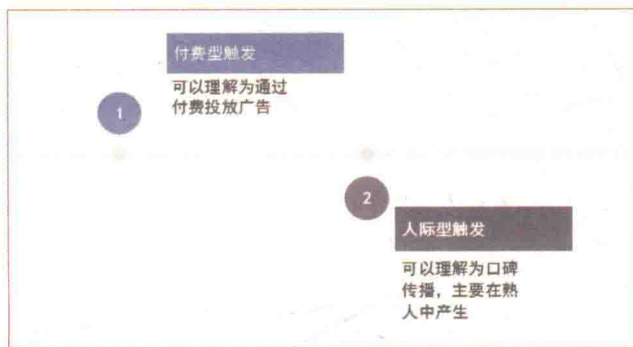 付费型触发
可以理解为通过
付费投放广告
1
2
人际型触发
可以理解为口碑
传播，主要在熟
人中产生